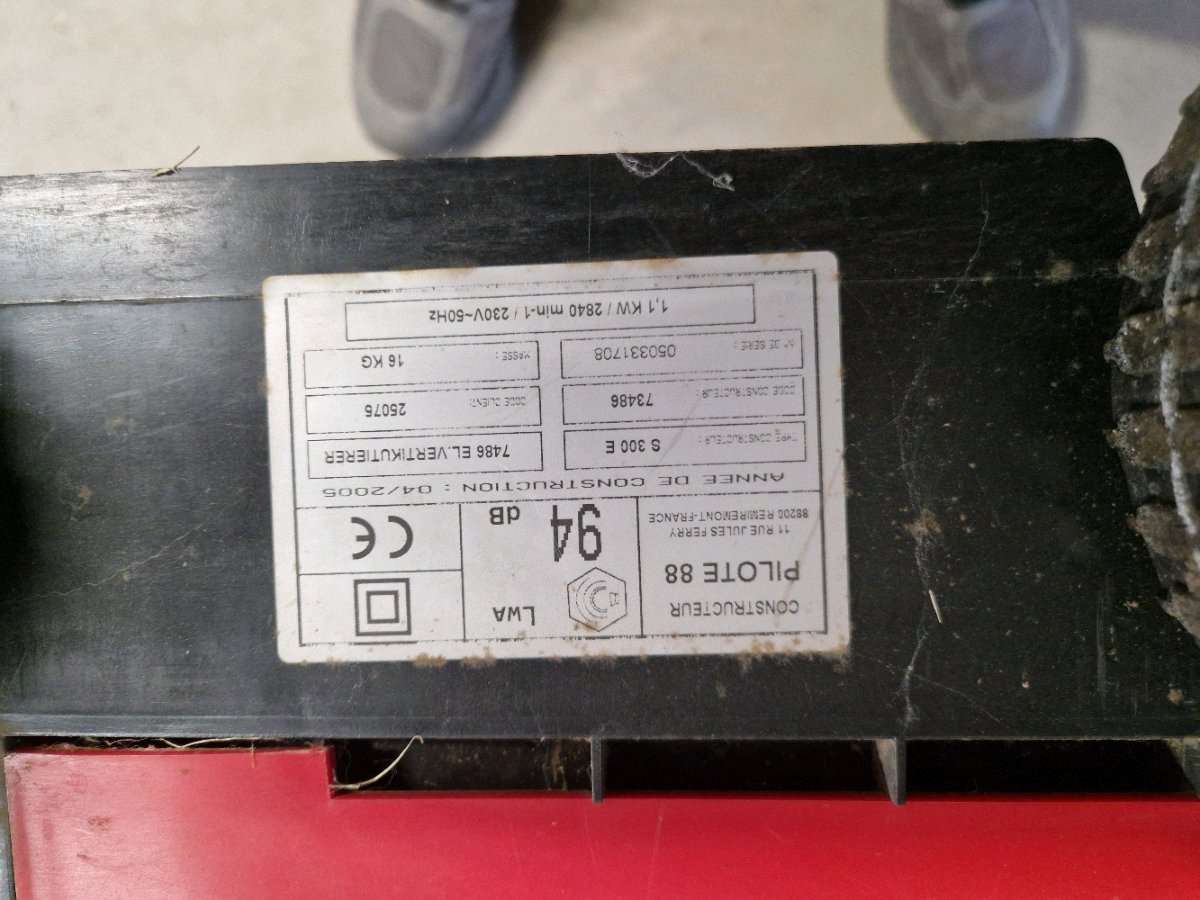 CONSTRUCTEUR
PILOTE 88
11 RUE JULES FERRY
88200 REMIREMONT-FRANCE
LWA
94 dB
CE
ANNEE DE CONSTRUCTION : 04/2005
TYPE CONSTRUCTEUR : S 300 E
7486 EL.VERTIKUTIERER
CODE CONSTRUCTEUR : 73486
CODE CLIENT: 25075
N° DE SERIE : 050331708
MASSE : 16 KG
1,1 KW / 2840 min-1 / 230V~50Hz